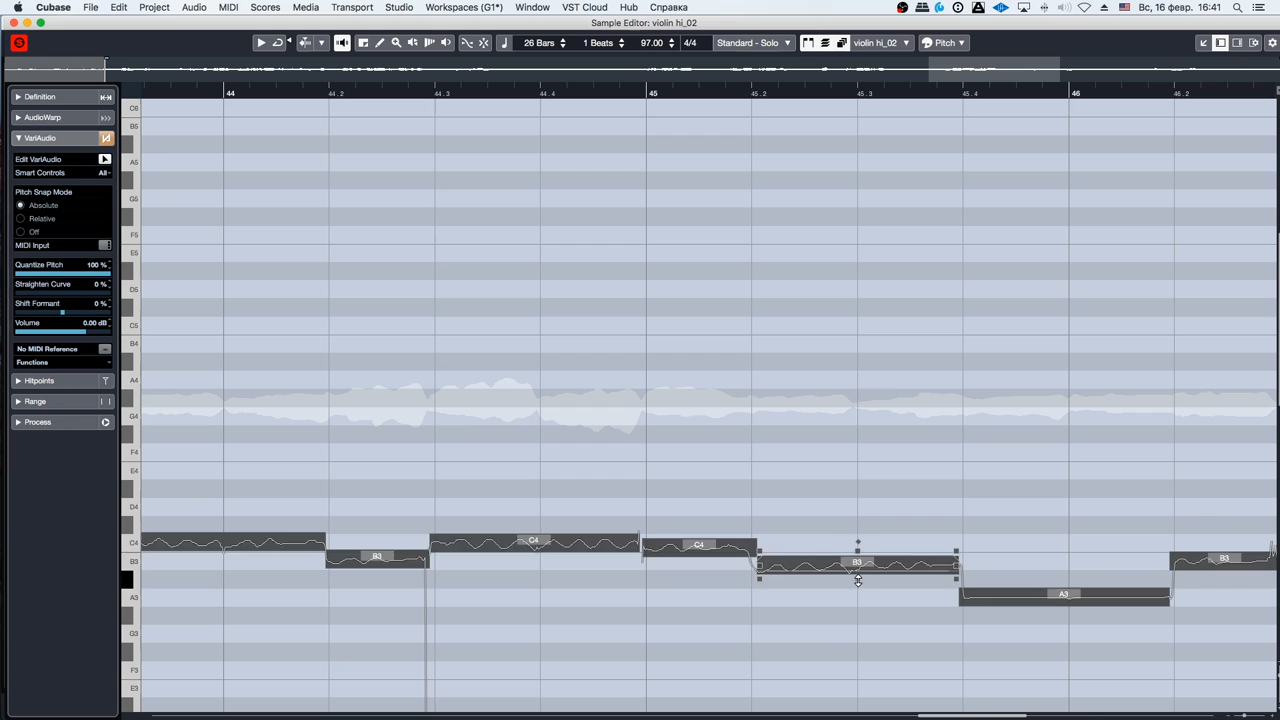 Cubase File Edit Project Audio MIDI Scores Media Transport Studio Workspaces (G1*) Window VST Cloud Hub Справка Вс, 16 февр. 16:41
Sample Editor: violin hi_02
26 Bars 1 Beats 97.00 4/4 Standard - Solo violin hi_02 Pitch
Definition
AudioWarp
VariAudio
Edit VariAudio
Smart Controls All
Pitch Snap Mode
Absolute
Relative
Off
MIDI Input
Quantize Pitch 100 %
Straighten Curve 0 %
Shift Formant 0 %
Volume 0.00 dB
No MIDI Reference
Functions
Hitpoints
Range
Process
44 44.2 44.3 44.4 45 45.2 45.3 45.4 46 46.2
C6
B5
A5
G5
F5
E5
D5
C5
B4
A4
G4
F4
E4
D4
C4
B3
A3
G3
F3
E3
C4
C4
B3
B3
B3
A3